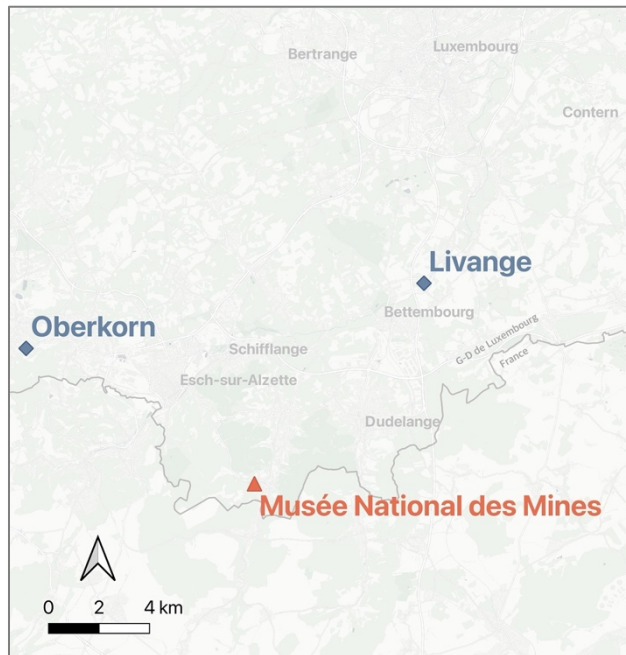 Luxembourg
Bertrange
Contern
Livange
Bettembourg
Oberkorn
G-D de Luxembourg
France
Schifflange
Esch-sur-Alzette
Dudelange
Musée National des Mines
0 2 4 km